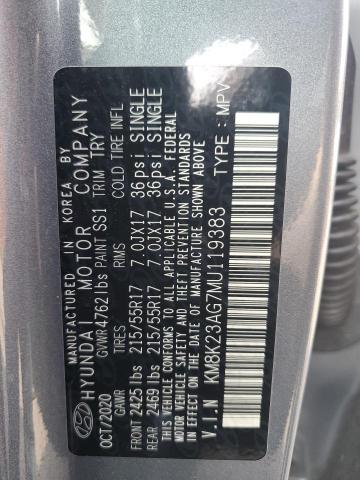 MANUFACTURED IN KOREA BY
HYUNDAI MOTOR COMPANY
OCT/2020 GVWR 4762 lbs PAINT SS1 TRIM TRY
GAWR TIRES RIMS COLD TIRE INFL
FRONT 2425 lbs 215/55R17 7.0JX17 36psi SINGLE
REAR 2469 lbs 215/55R17 7.0JX17 36psi SINGLE
THIS VEHICLE CONFORMS TO ALL APPLICABLE U.S.A. FEDERAL
MOTOR VEHICLE SAFETY AND THEFT PREVENTION STANDARDS
IN EFFECT ON THE DATE OF MANUFACTURE SHOWN ABOVE
V.I.N KM8K23AG7MU119383 TYPE : MPV